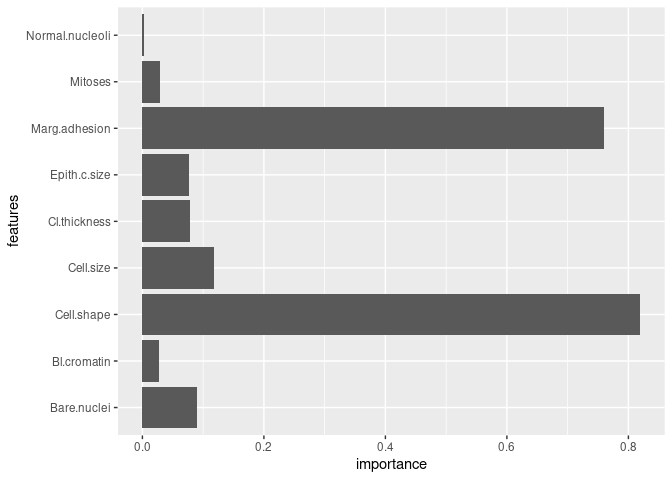 Normal.nucleoli
Mitoses
Marg.adhesion
Epith.c.size
Cl.thickness
Cell.size
Cell.shape
Bl.cromatin
Bare.nuclei
features
0.0 0.2 0.4 0.6 0.8
importance